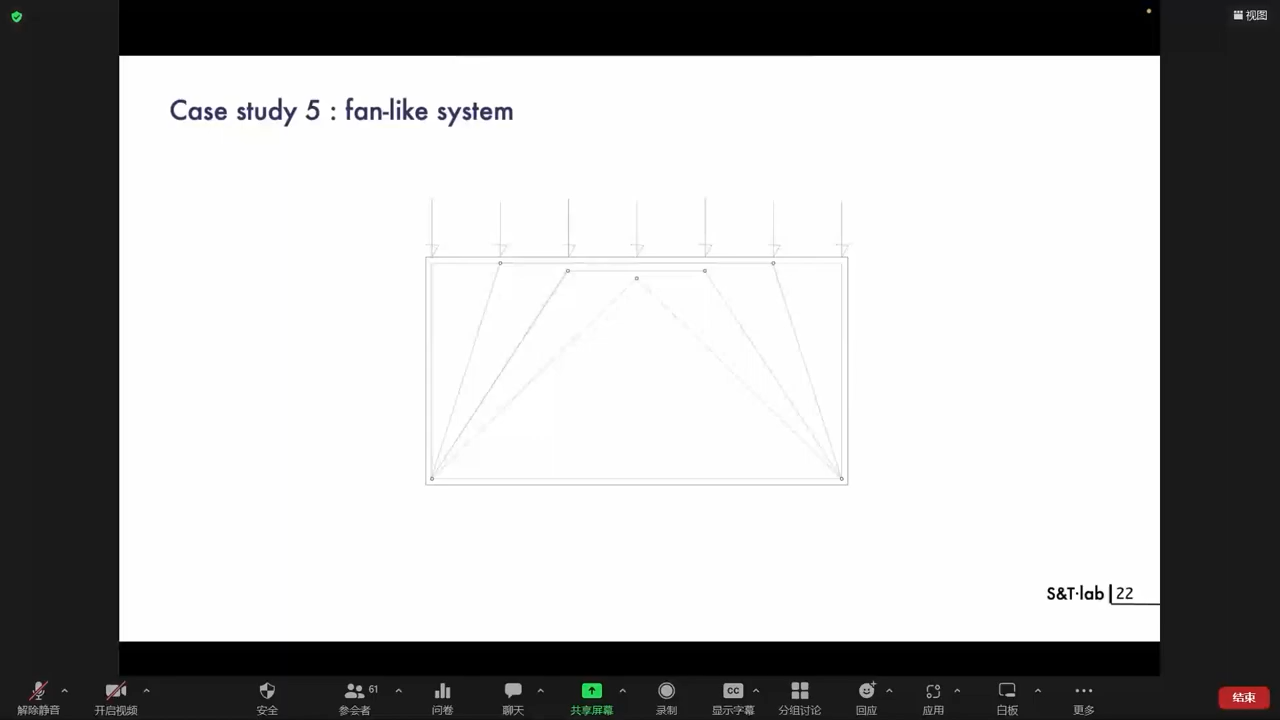 视图
Case study 5 : fan-like system
S&T·lab 22
解除静音
开启视频
安全
参会者 61
问卷
聊天
共享屏幕
录制
CC
显示字幕
分组讨论
回应
应用
白板
更多
结束